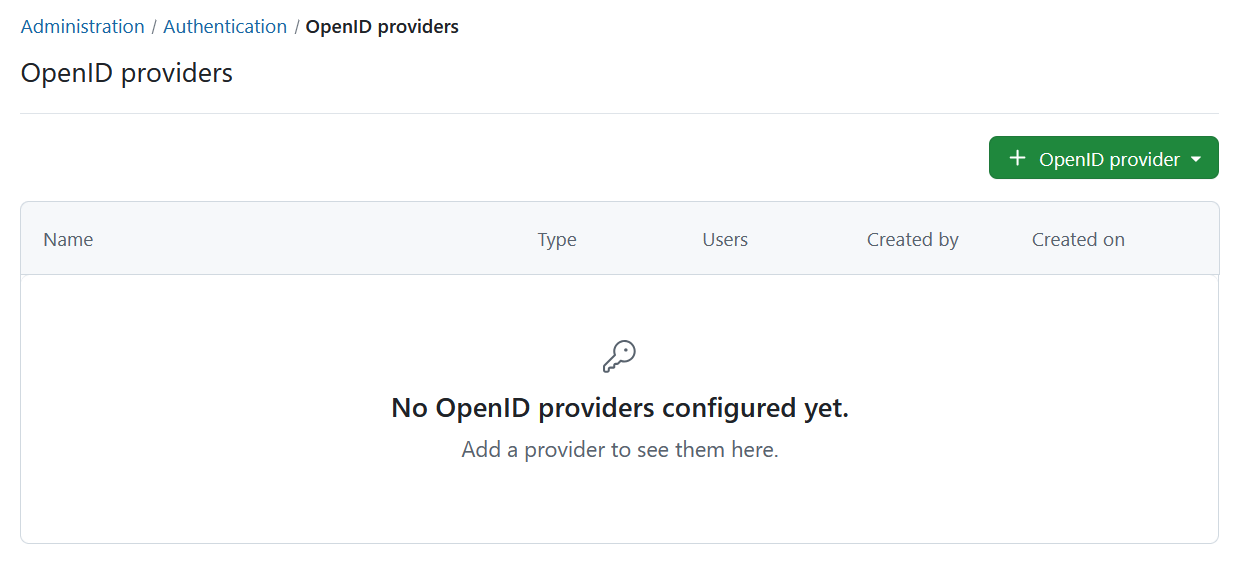 Administration / Authentication / OpenID providers
OpenID providers
+ OpenID provider
Name Type Users Created by Created on
No OpenID providers configured yet.
Add a provider to see them here.